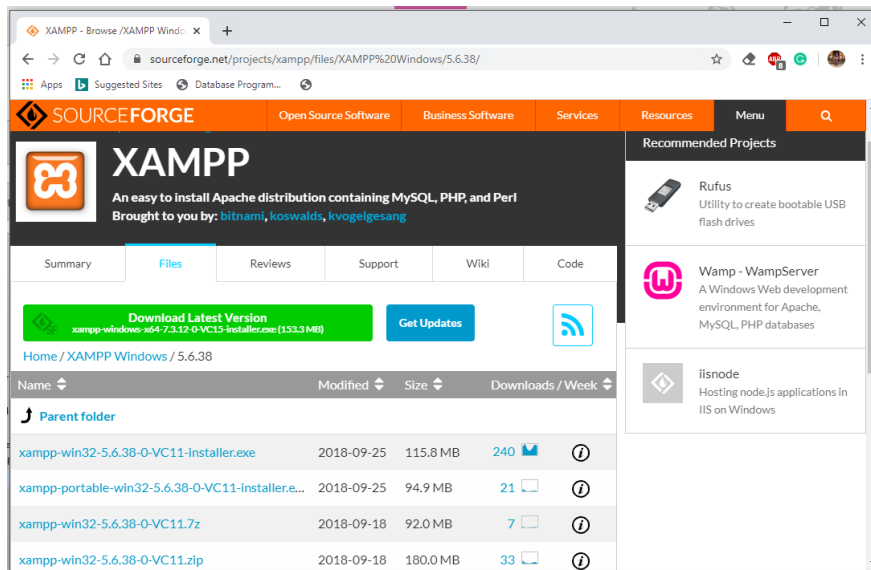 XAMPP - Browse /XAMPP Windo
sourceforge.net/projects/xampp/files/XAMPP%20Windows/5.6.38/
ABP
8
G
Apps
Suggested Sites
Database Program...
SOURCEFORGE
Open Source Software
Business Software
Services
Resources
Menu
XAMPP
An easy to install Apache distribution containing MySQL, PHP, and Perl
Brought to you by: bitnami, koswalds, kvogelgesang
Recommended Projects
Rufus
Utility to create bootable USB
flash drives
Wamp - WampServer
A Windows Web development
environment for Apache,
MySQL, PHP databases
iisnode
Hosting node.js applications in
IIS on Windows
Summary
Files
Reviews
Support
Wiki
Code
Download Latest Version
xampp-windows-x64-7.3.12-0-VC15-installer.exe (153.3 MB)
Get Updates
Home / XAMPP Windows / 5.6.38
Name Modified Size Downloads / Week
Parent folder
xampp-win32-5.6.38-0-VC11-installer.exe 2018-09-25 115.8 MB 240 i
xampp-portable-win32-5.6.38-0-VC11-installer.e... 2018-09-25 94.9 MB 21 i
xampp-win32-5.6.38-0-VC11.7z 2018-09-18 92.0 MB 7 i
xampp-win32-5.6.38-0-VC11.zip 2018-09-18 180.0 MB 33 i